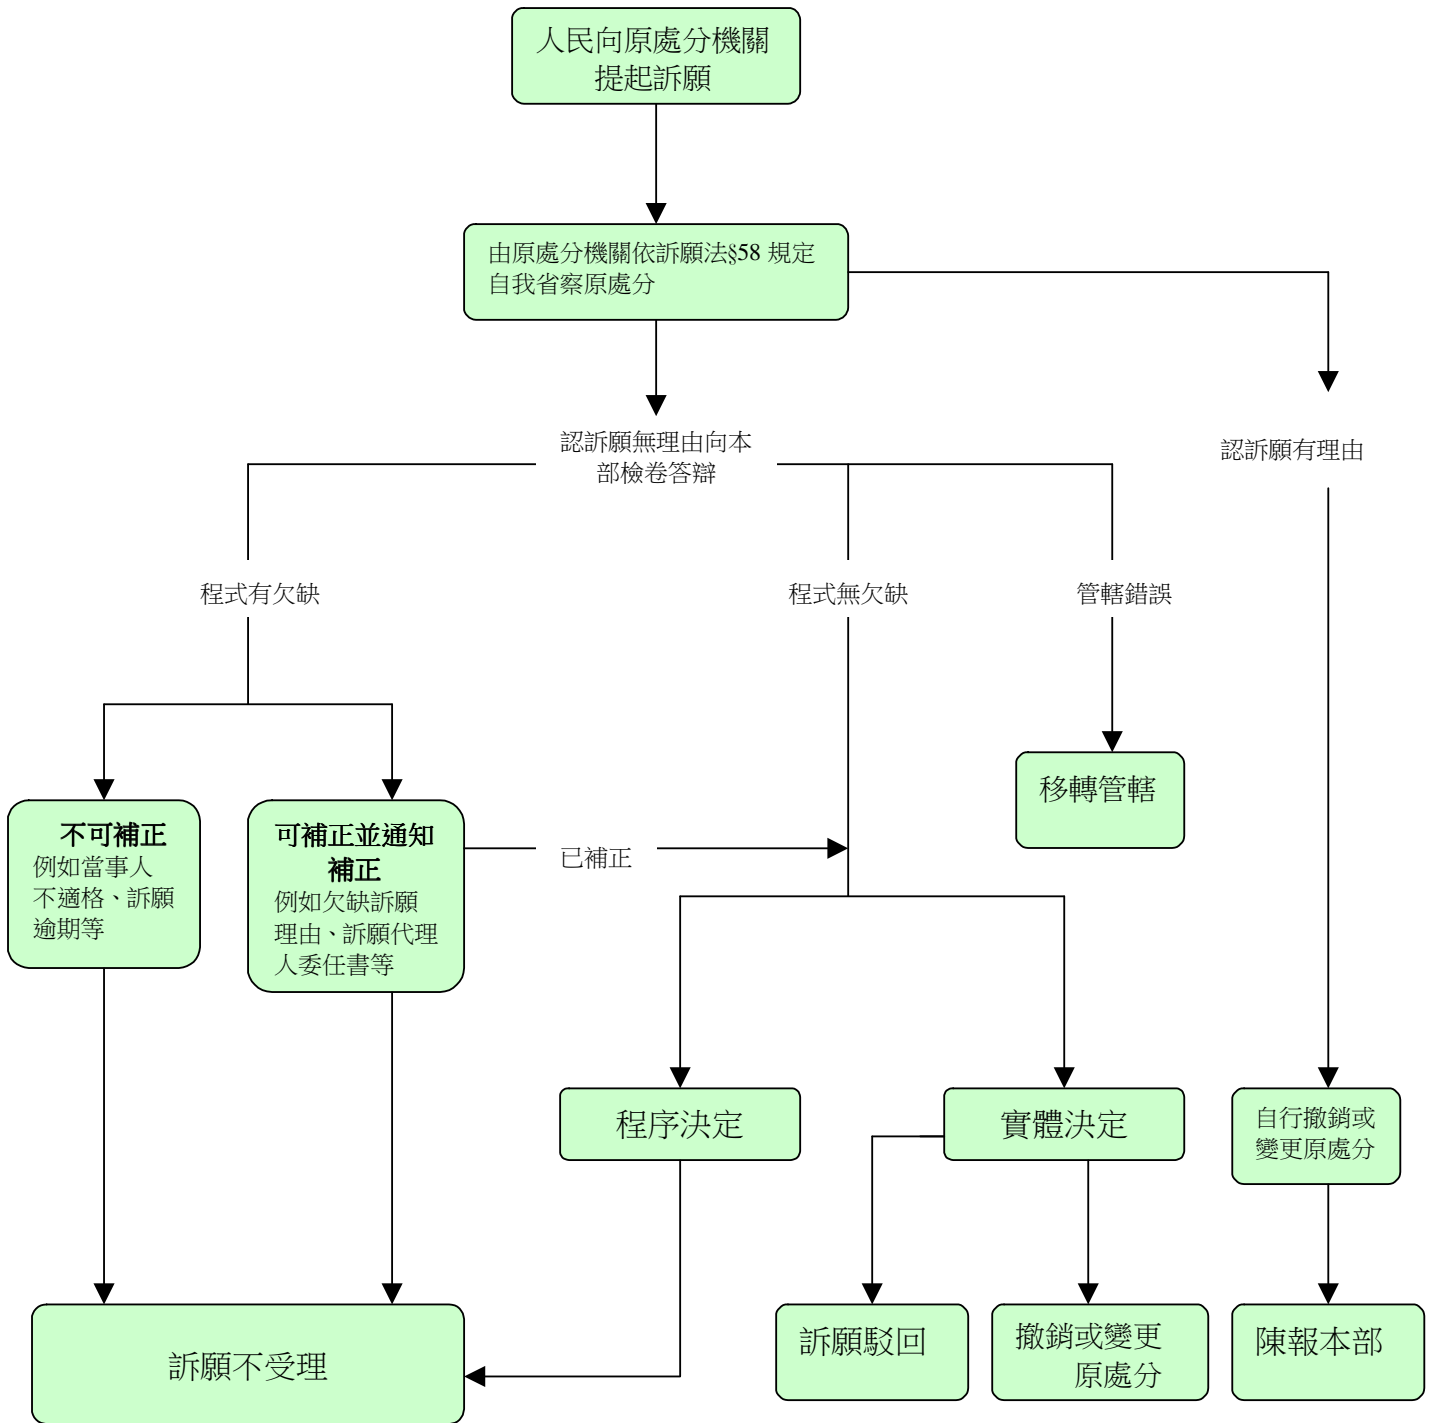 人民向原處分機關
提起訴願
由原處分機關依訴願法§58 規定
自我省察原處分
認訴願無理由向本
部檢卷答辯
認訴願有理由
程式有欠缺
程式無欠缺
管轄錯誤
移轉管轄
不可補正
例如當事人
不適格、訴願
逾期等
可補正並通知
補正
例如欠缺訴願
理由、訴願代理
人委任書等
已補正
程序決定
實體決定
自行撤銷或
變更原處分
訴願不受理
訴願駁回
撤銷或變更
原處分
陳報本部